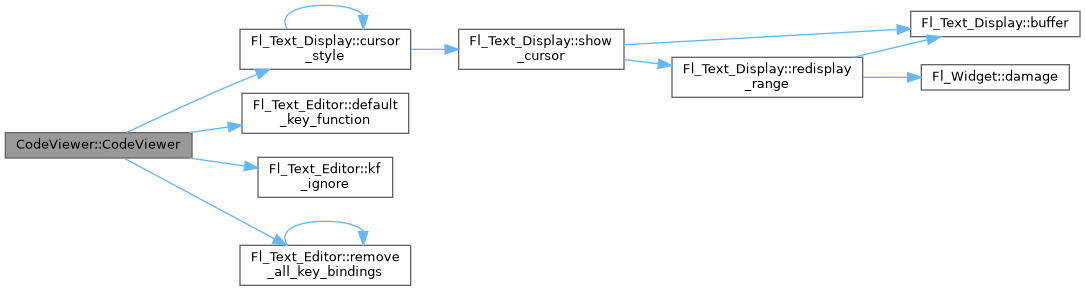 CodeViewer::CodeViewer
Fl_Text_Display::cursor
_style
Fl_Text_Display::show
_cursor
Fl_Text_Display::buffer
Fl_Text_Display::redisplay
_range
Fl_Widget::damage
Fl_Text_Editor::default
_key_function
Fl_Text_Editor::kf
_ignore
Fl_Text_Editor::remove
_all_key_bindings